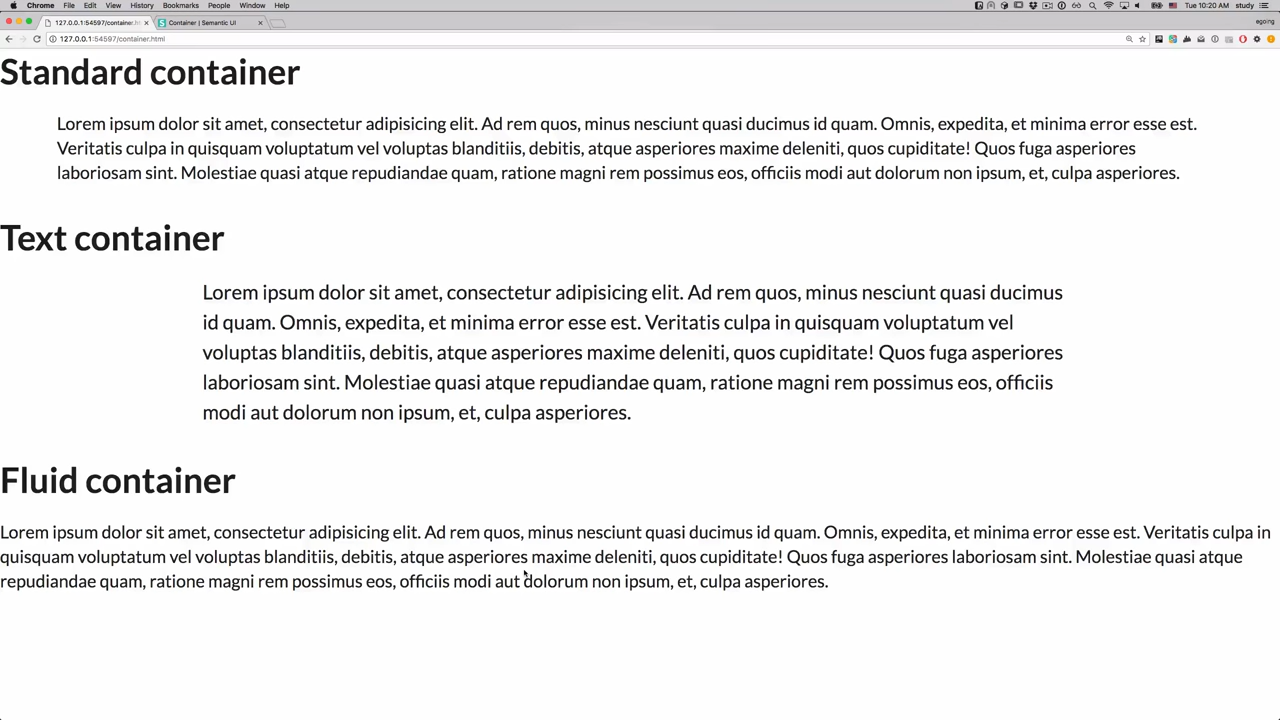 Chrome File Edit View History Bookmarks People Window Help Tue 10:20 AM study
127.0.0.1:54597/container.h Container | Semantic UI egoing
127.0.0.1:54597/container.html
Standard container
Lorem ipsum dolor sit amet, consectetur adipisicing elit. Ad rem quos, minus nesciunt quasi ducimus id quam. Omnis, expedita, et minima error esse est.
Veritatis culpa in quisquam voluptatum vel voluptas blanditiis, debitis, atque asperiores maxime deleniti, quos cupiditate! Quos fuga asperiores
laboriosam sint. Molestiae quasi atque repudiandae quam, ratione magni rem possimus eos, officiis modi aut dolorum non ipsum, et, culpa asperiores.
Text container
Lorem ipsum dolor sit amet, consectetur adipisicing elit. Ad rem quos, minus nesciunt quasi ducimus
id quam. Omnis, expedita, et minima error esse est. Veritatis culpa in quisquam voluptatum vel
voluptas blanditiis, debitis, atque asperiores maxime deleniti, quos cupiditate! Quos fuga asperiores
laboriosam sint. Molestiae quasi atque repudiandae quam, ratione magni rem possimus eos, officiis
modi aut dolorum non ipsum, et, culpa asperiores.
Fluid container
Lorem ipsum dolor sit amet, consectetur adipisicing elit. Ad rem quos, minus nesciunt quasi ducimus id quam. Omnis, expedita, et minima error esse est. Veritatis culpa in
quisquam voluptatum vel voluptas blanditiis, debitis, atque asperiores maxime deleniti, quos cupiditate! Quos fuga asperiores laboriosam sint. Molestiae quasi atque
repudiandae quam, ratione magni rem possimus eos, officiis modi aut dolorum non ipsum, et, culpa asperiores.